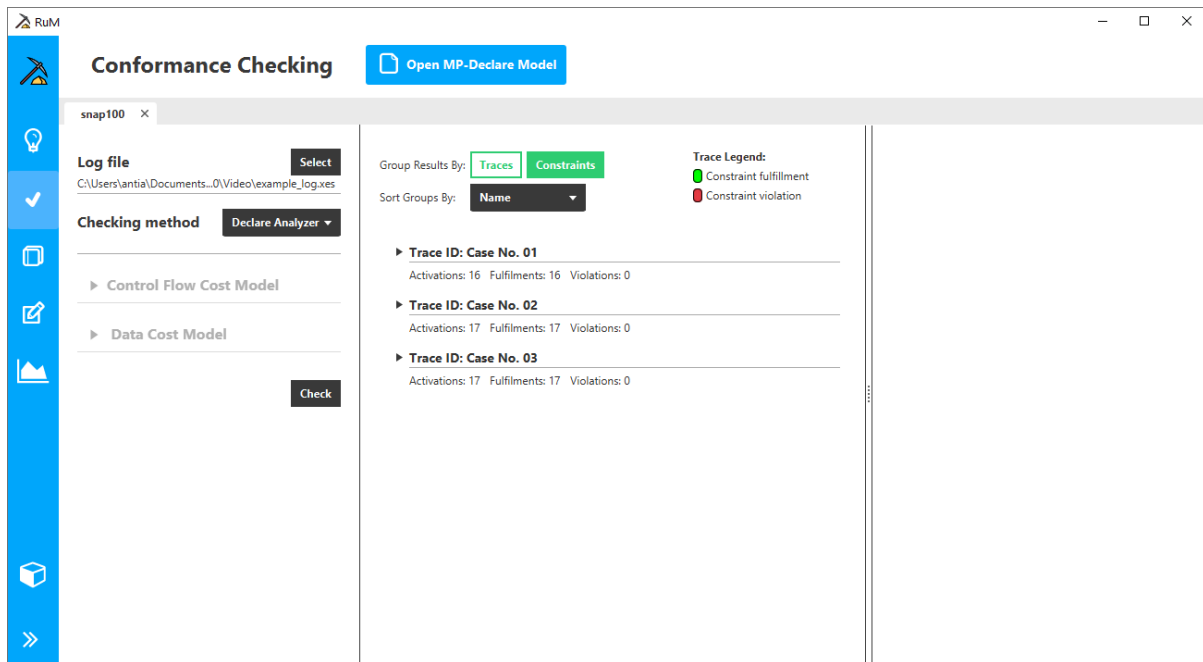 RuM
Conformance Checking
Open MP-Declare Model
snap100
Log file
Select
C:\Users\antia\Documents...0\Video\example_log.xes
Checking method
Declare Analyzer
Control Flow Cost Model
Data Cost Model
Check
Group Results By: Traces Constraints
Sort Groups By: Name
Trace Legend:
Constraint fulfillment
Constraint violation
Trace ID: Case No. 01
Activations: 16 Fulfilments: 16 Violations: 0
Trace ID: Case No. 02
Activations: 17 Fulfilments: 17 Violations: 0
Trace ID: Case No. 03
Activations: 17 Fulfilments: 17 Violations: 0